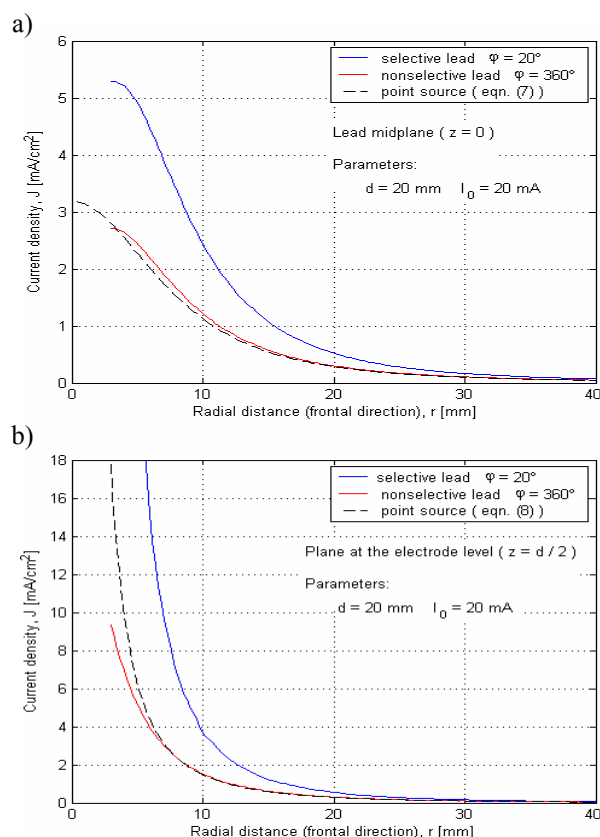 a)
6
5
4
3
2
1
0
Current density, J [mA/cm²]
selective lead φ = 20°
nonselective lead φ = 360°
point source ( eqn. (7) )
Lead midplane ( z = 0 )
Parameters:
d = 20 mm I₀ = 20 mA
0 10 20 30 40
Radial distance (frontal direction), r [mm]
b)
18
16
14
12
10
8
6
4
2
0
Current density, J [mA/cm²]
selective lead φ = 20°
nonselective lead φ = 360°
point source ( eqn. (8) )
Plane at the electrode level ( z = d / 2 )
Parameters:
d = 20 mm I₀ = 20 mA
0 10 20 30 40
Radial distance (frontal direction), r [mm]